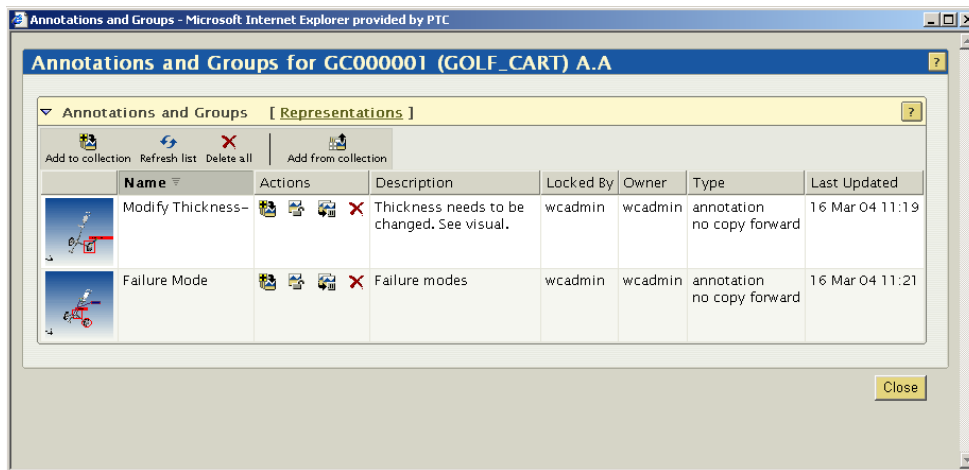 Annotations and Groups - Microsoft Internet Explorer provided by PTC
Annotations and Groups for GC000001 (GOLF_CART) A.A
?
Annotations and Groups [ Representations ]
?
Add to collection Refresh list Delete all Add from collection
Name Actions Description Locked By Owner Type Last Updated
Modify Thickness– Thickness needs to be wcadmin wcadmin annotation 16 Mar 04 11:19
changed. See visual. no copy forward
Failure Mode Failure modes wcadmin wcadmin annotation 16 Mar 04 11:21
no copy forward
Close